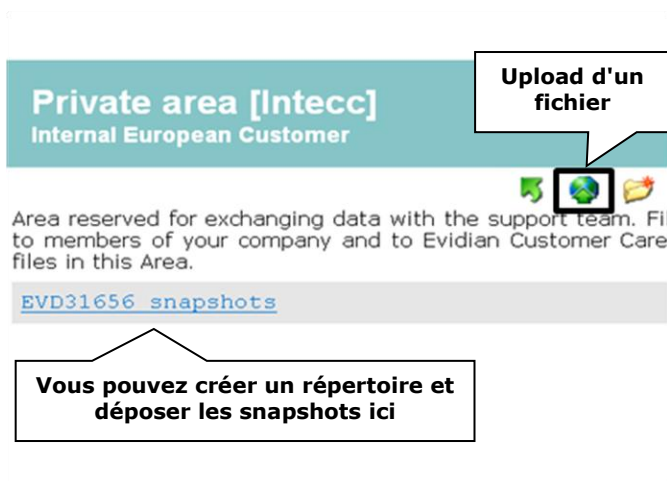 Upload d'un
fichier
Private area [Intecc]
Internal European Customer
Area reserved for exchanging data with the support team. Fil
to members of your company and to Evidian Customer Care
files in this Area.
EVD31656 snapshots
Vous pouvez créer un répertoire et
déposer les snapshots ici